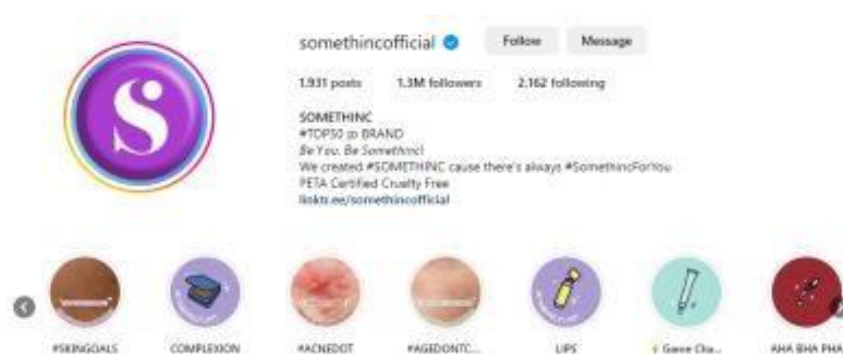 somethincofficial Follow Message
1.931 posts 1.3M followers 2.162 following
SOMETHINC
#TOP50 BRAND
Be You, Be Somethinc!
We created #SOMETHINC cause there's always #SomethincForYou
PETA Certified Cruelty Free
linktr.ee/somethincofficial
S
#SKINGOALS COMPLEXION #ACNEDOT #AGEDONTC... LIPS Game Cha... AHA BHA PHA